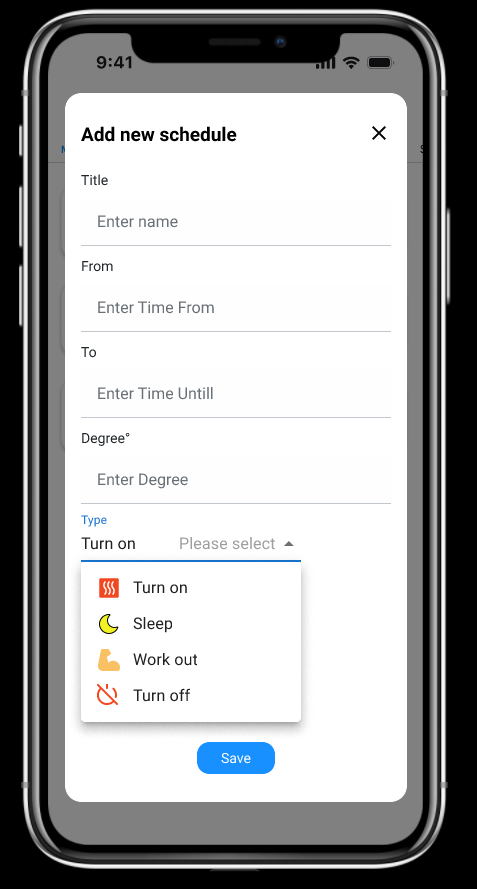 9:41
Add new schedule
M
S
Title
Enter name
From
Enter Time From
To
Enter Time Untill
Degree°
Enter Degree
Type
Turn on Please select
Turn on
Sleep
Work out
Turn off
Save